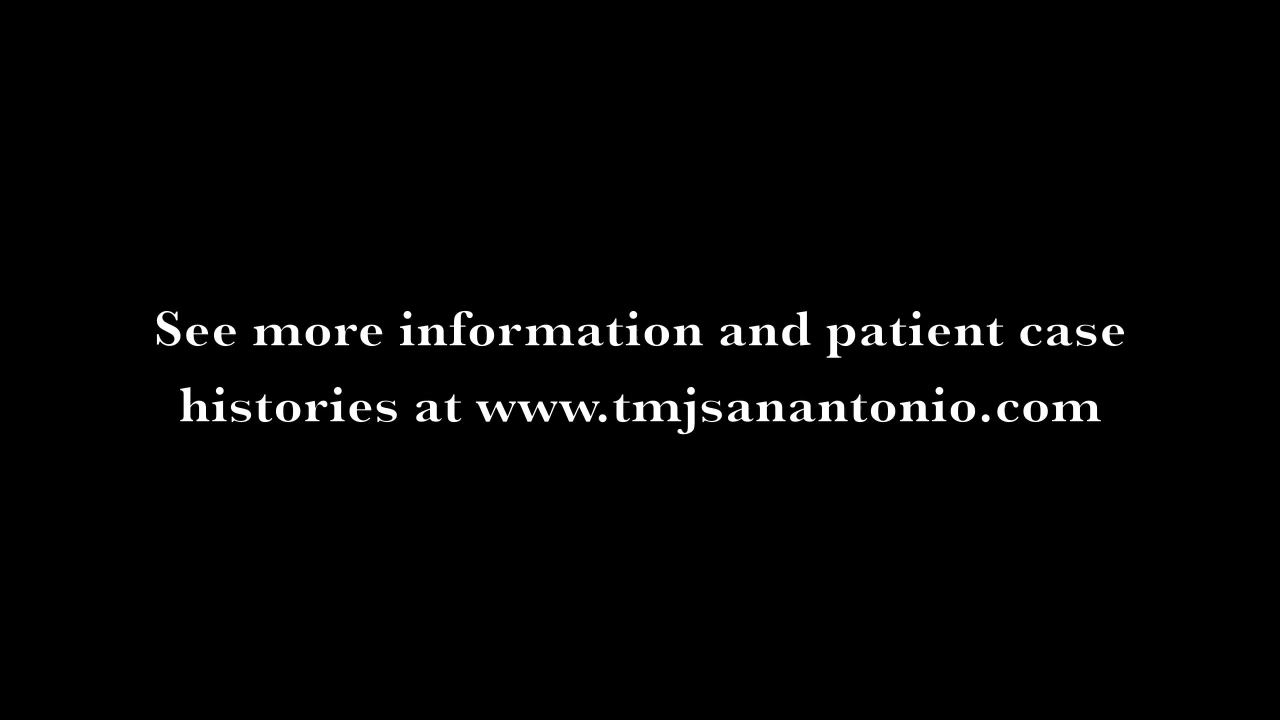 See more information and patient case
histories at www.tmjsanantonio.com